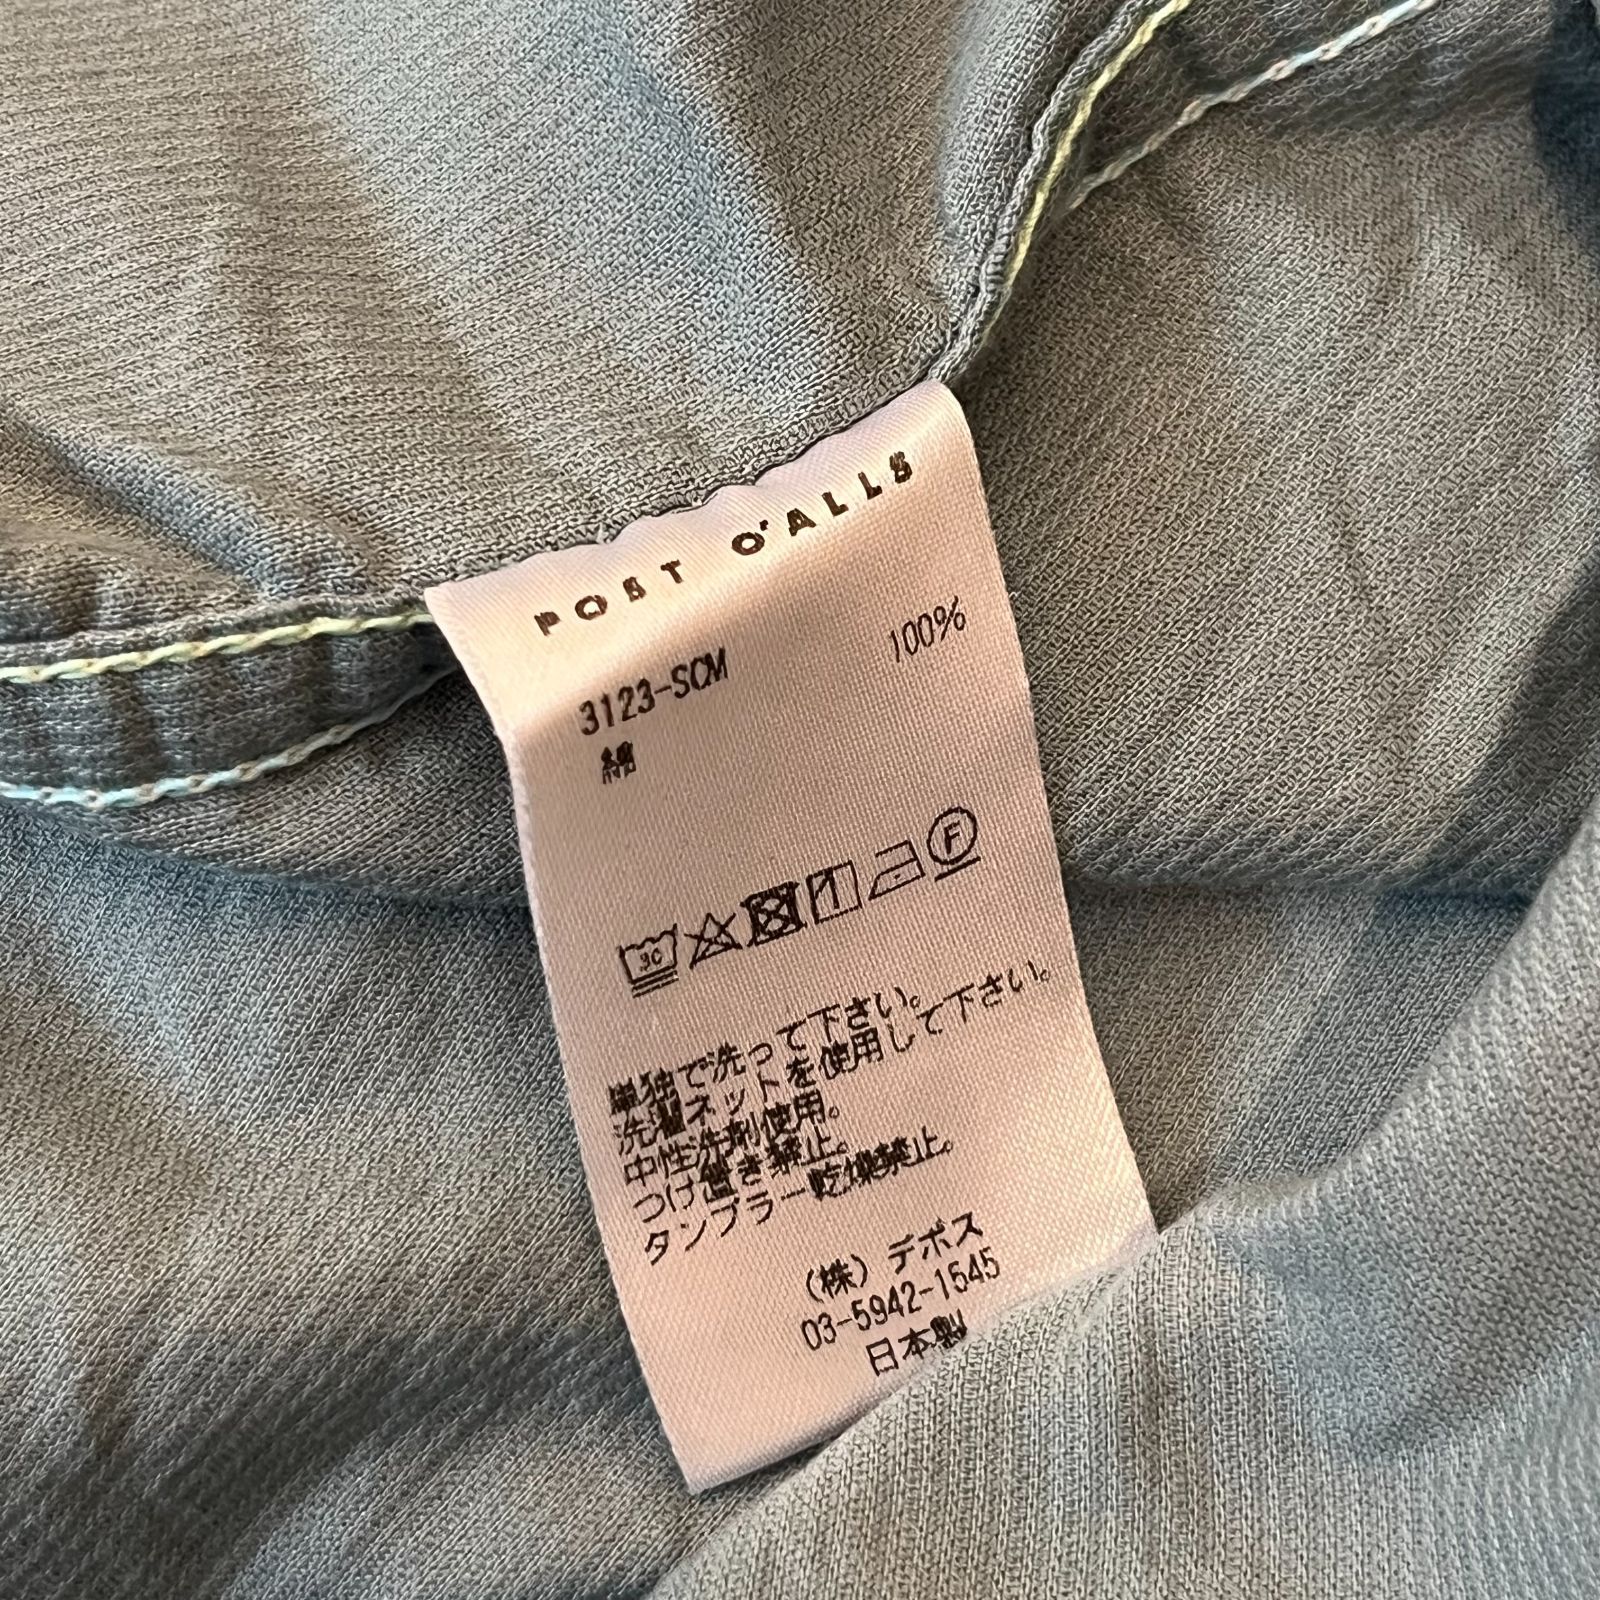 POST O'ALLS
3123-SCM
綿 100%
30
F
単独で洗って下さい。
洗濯ネットを使用して下さい。
中性洗剤使用。
つけ置き禁止。
タンブラー乾燥禁止。
(株) デボス
03-5942-1545
日本製